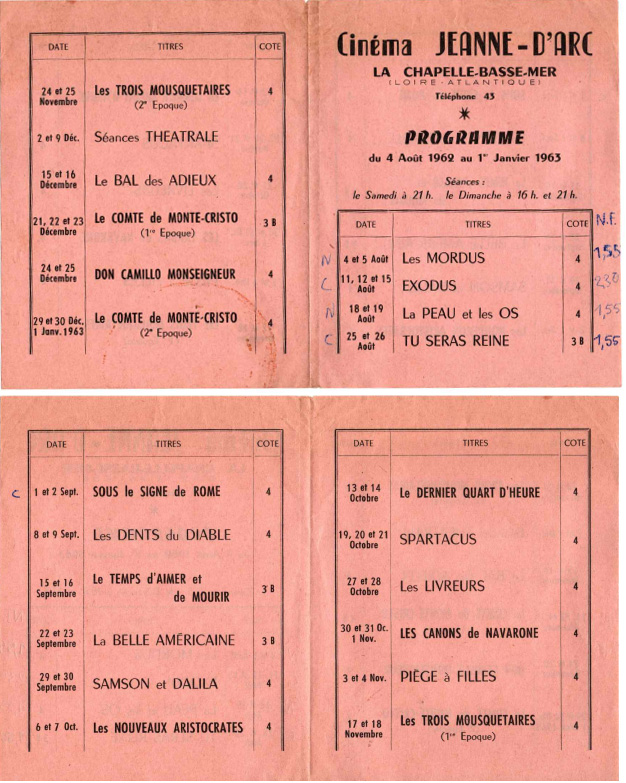 Cinéma JEANNE-D'ARC
LA CHAPELLE-BASSE-MER
(LOIRE-ATLANTIQUE)
Téléphone 43
PROGRAMME
du 4 Août 1962 au 1er Janvier 1963
Séances :
le Samedi à 21 h. le Dimanche à 16 h. et 21 h.
DATE TITRES COTE N.F.
N 4 et 5 Août Les MORDUS 4 1,55
C 11, 12 et 15 Août EXODUS 4 2,30
N 18 et 19 Août La PEAU et les OS 4 1,55
C 25 et 26 Août TU SERAS REINE 3 B 1,55
DATE TITRES COTE
C 1 et 2 Sept. SOUS le SIGNE de ROME 4
8 et 9 Sept. Les DENTS du DIABLE 4
15 et 16 Septembre Le TEMPS d'AIMER et
de MOURIR 3 B
22 et 23 Septembre La BELLE AMÉRICAINE 3 B
29 et 30 Septembre SAMSON et DALILA 4
6 et 7 Oct. Les NOUVEAUX ARISTOCRATES 4
DATE TITRES COTE
13 et 14 Octobre Le DERNIER QUART D'HEURE 4
19, 20 et 21 Octobre SPARTACUS 4
27 et 28 Octobre Les LIVREURS 4
30 et 31 Oc. 1 Nov. LES CANONS de NAVARONE 4
3 et 4 Nov. PIÈGE à FILLES 4
17 et 18 Novembre Les TROIS MOUSQUETAIRES 4
(1re Epoque)
DATE TITRES COTE
24 et 25 Novembre Les TROIS MOUSQUETAIRES 4
(2e Epoque)
2 et 9 Déc. Séances THEATRALE
15 et 16 Décembre Le BAL des ADIEUX 4
21, 22 et 23 Décembre Le COMTE de MONTE-CRISTO 3 B
(1re Epoque)
24 et 25 Décembre DON CAMILLO MONSEIGNEUR 4
29 et 30 Déc. 1 Janv. 1963 Le COMTE de MONTE-CRISTO 4
(2e Epoque)